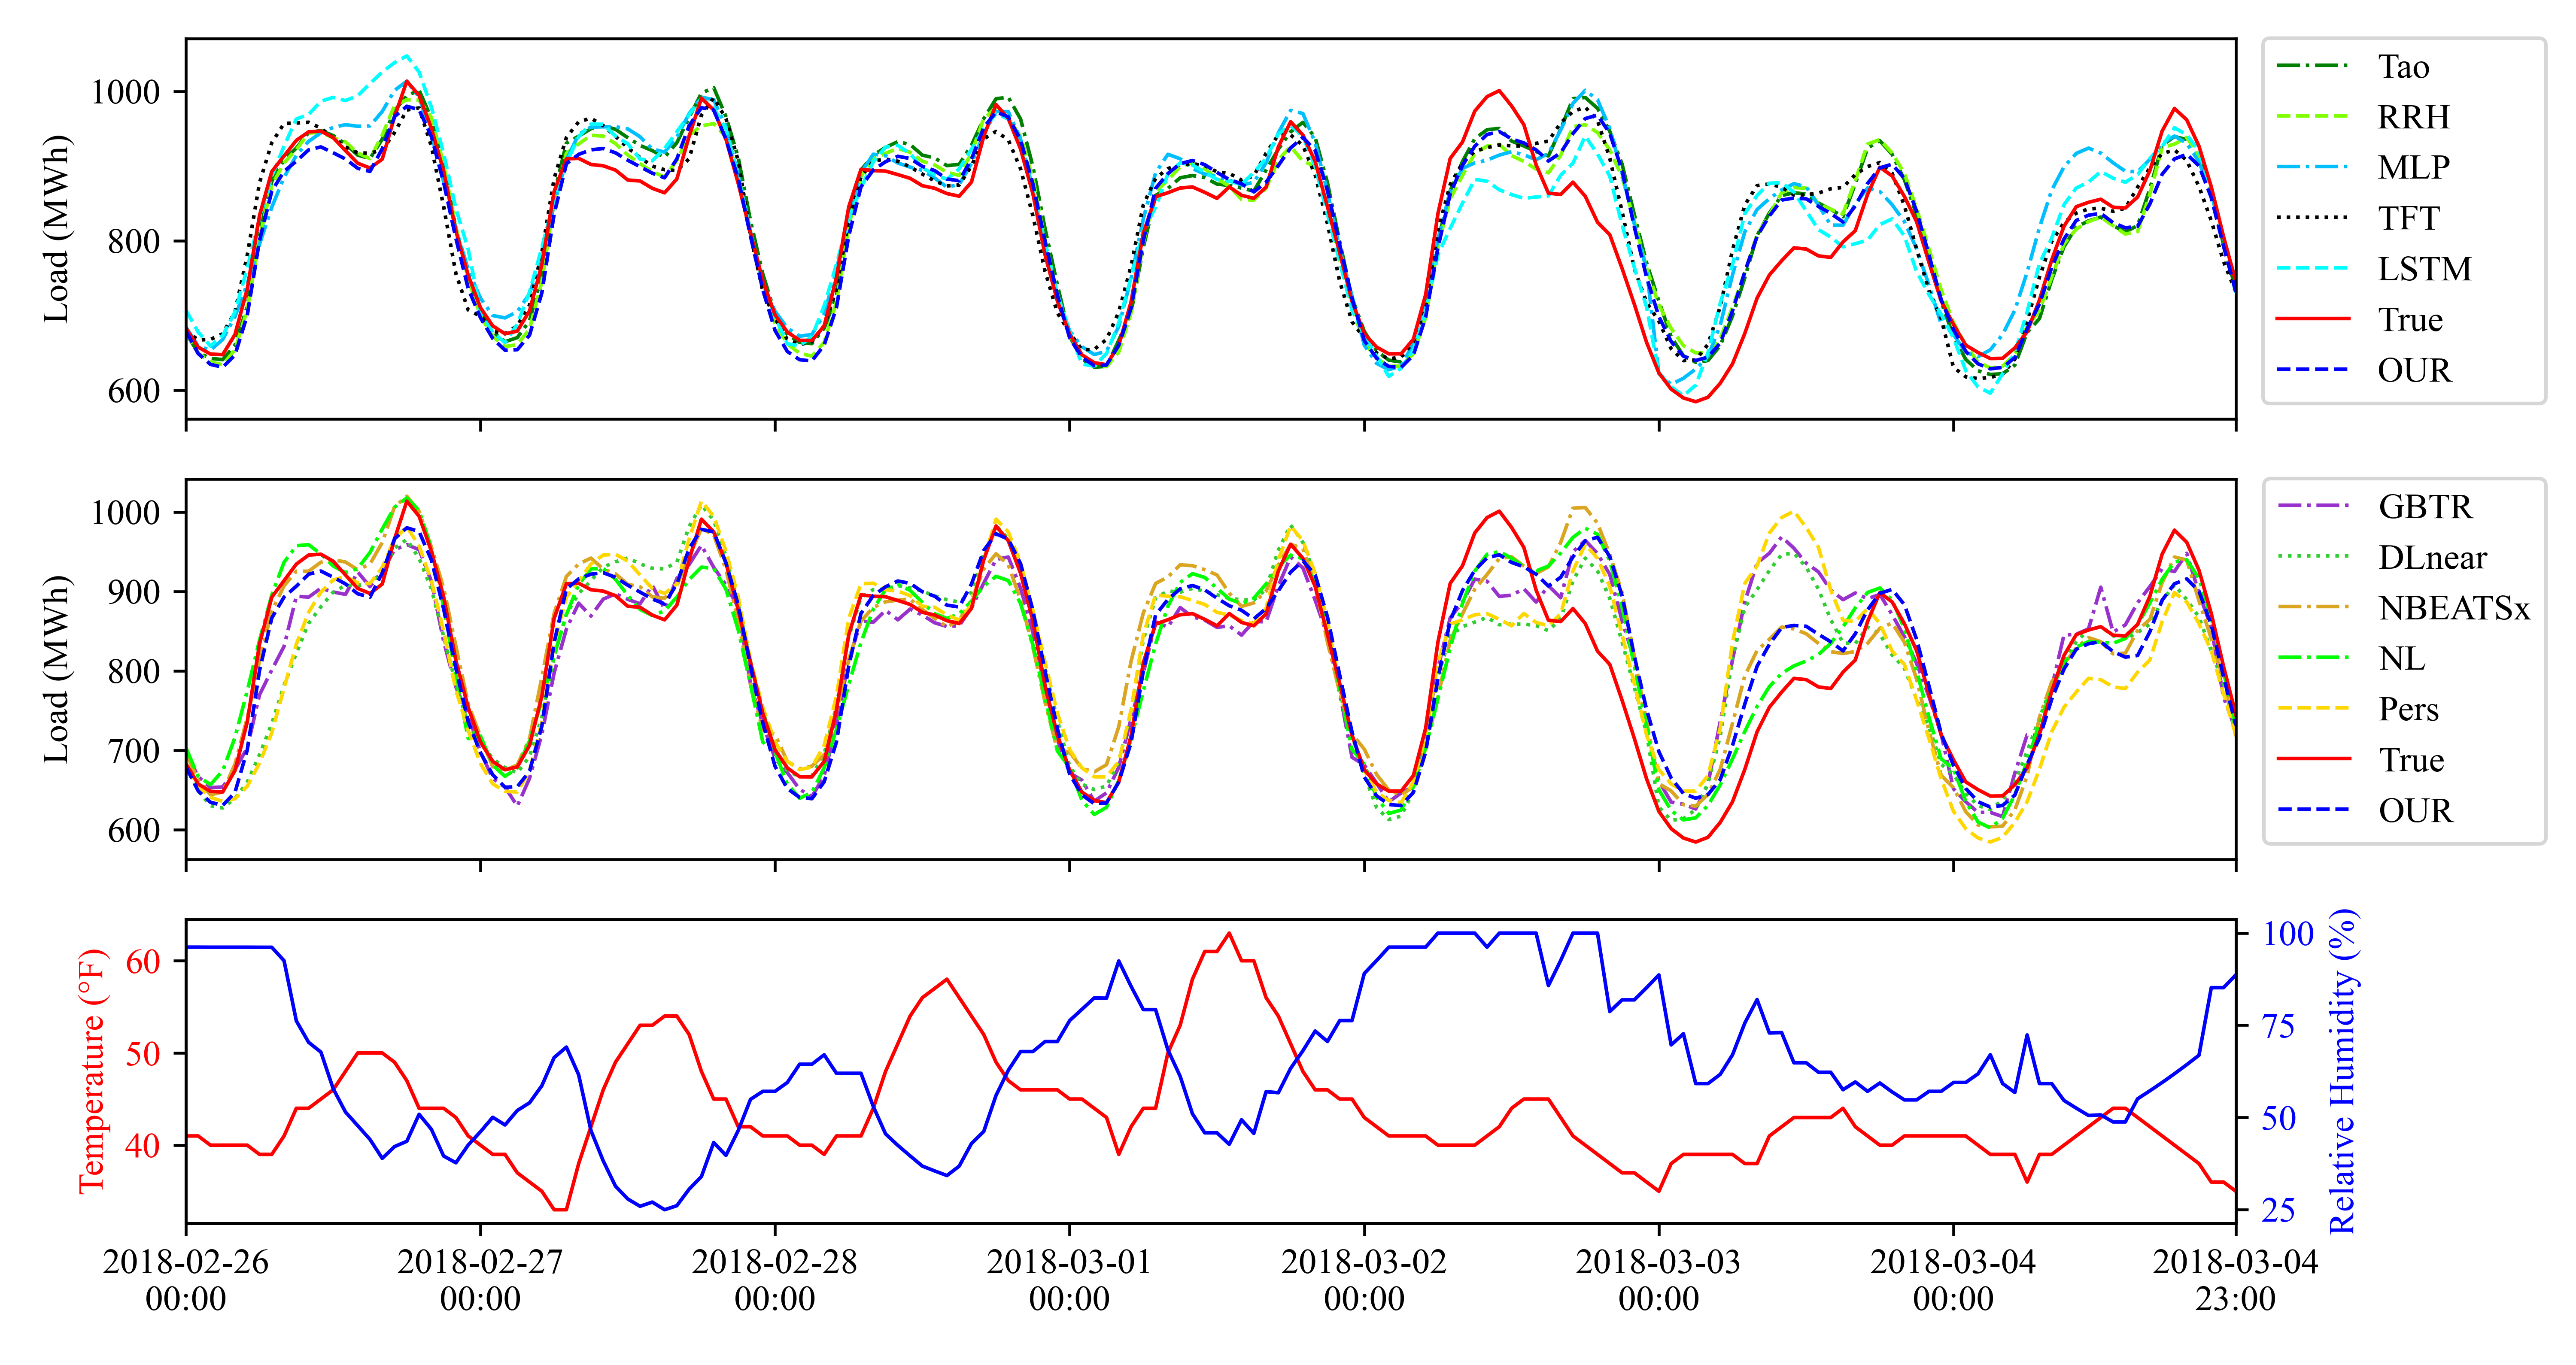 1000
800
600
Load (MWh)
Tao
RRH
MLP
TFT
LSTM
True
OUR
1000
900
800
700
600
Load (MWh)
GBTR
DLnear
NBEATSx
NL
Pers
True
OUR
60
50
40
Temperature (°F)
100
75
50
25
Relative Humidity (%)
2018-02-26
00:00
2018-02-27
00:00
2018-02-28
00:00
2018-03-01
00:00
2018-03-02
00:00
2018-03-03
00:00
2018-03-04
00:00
2018-03-04
23:00